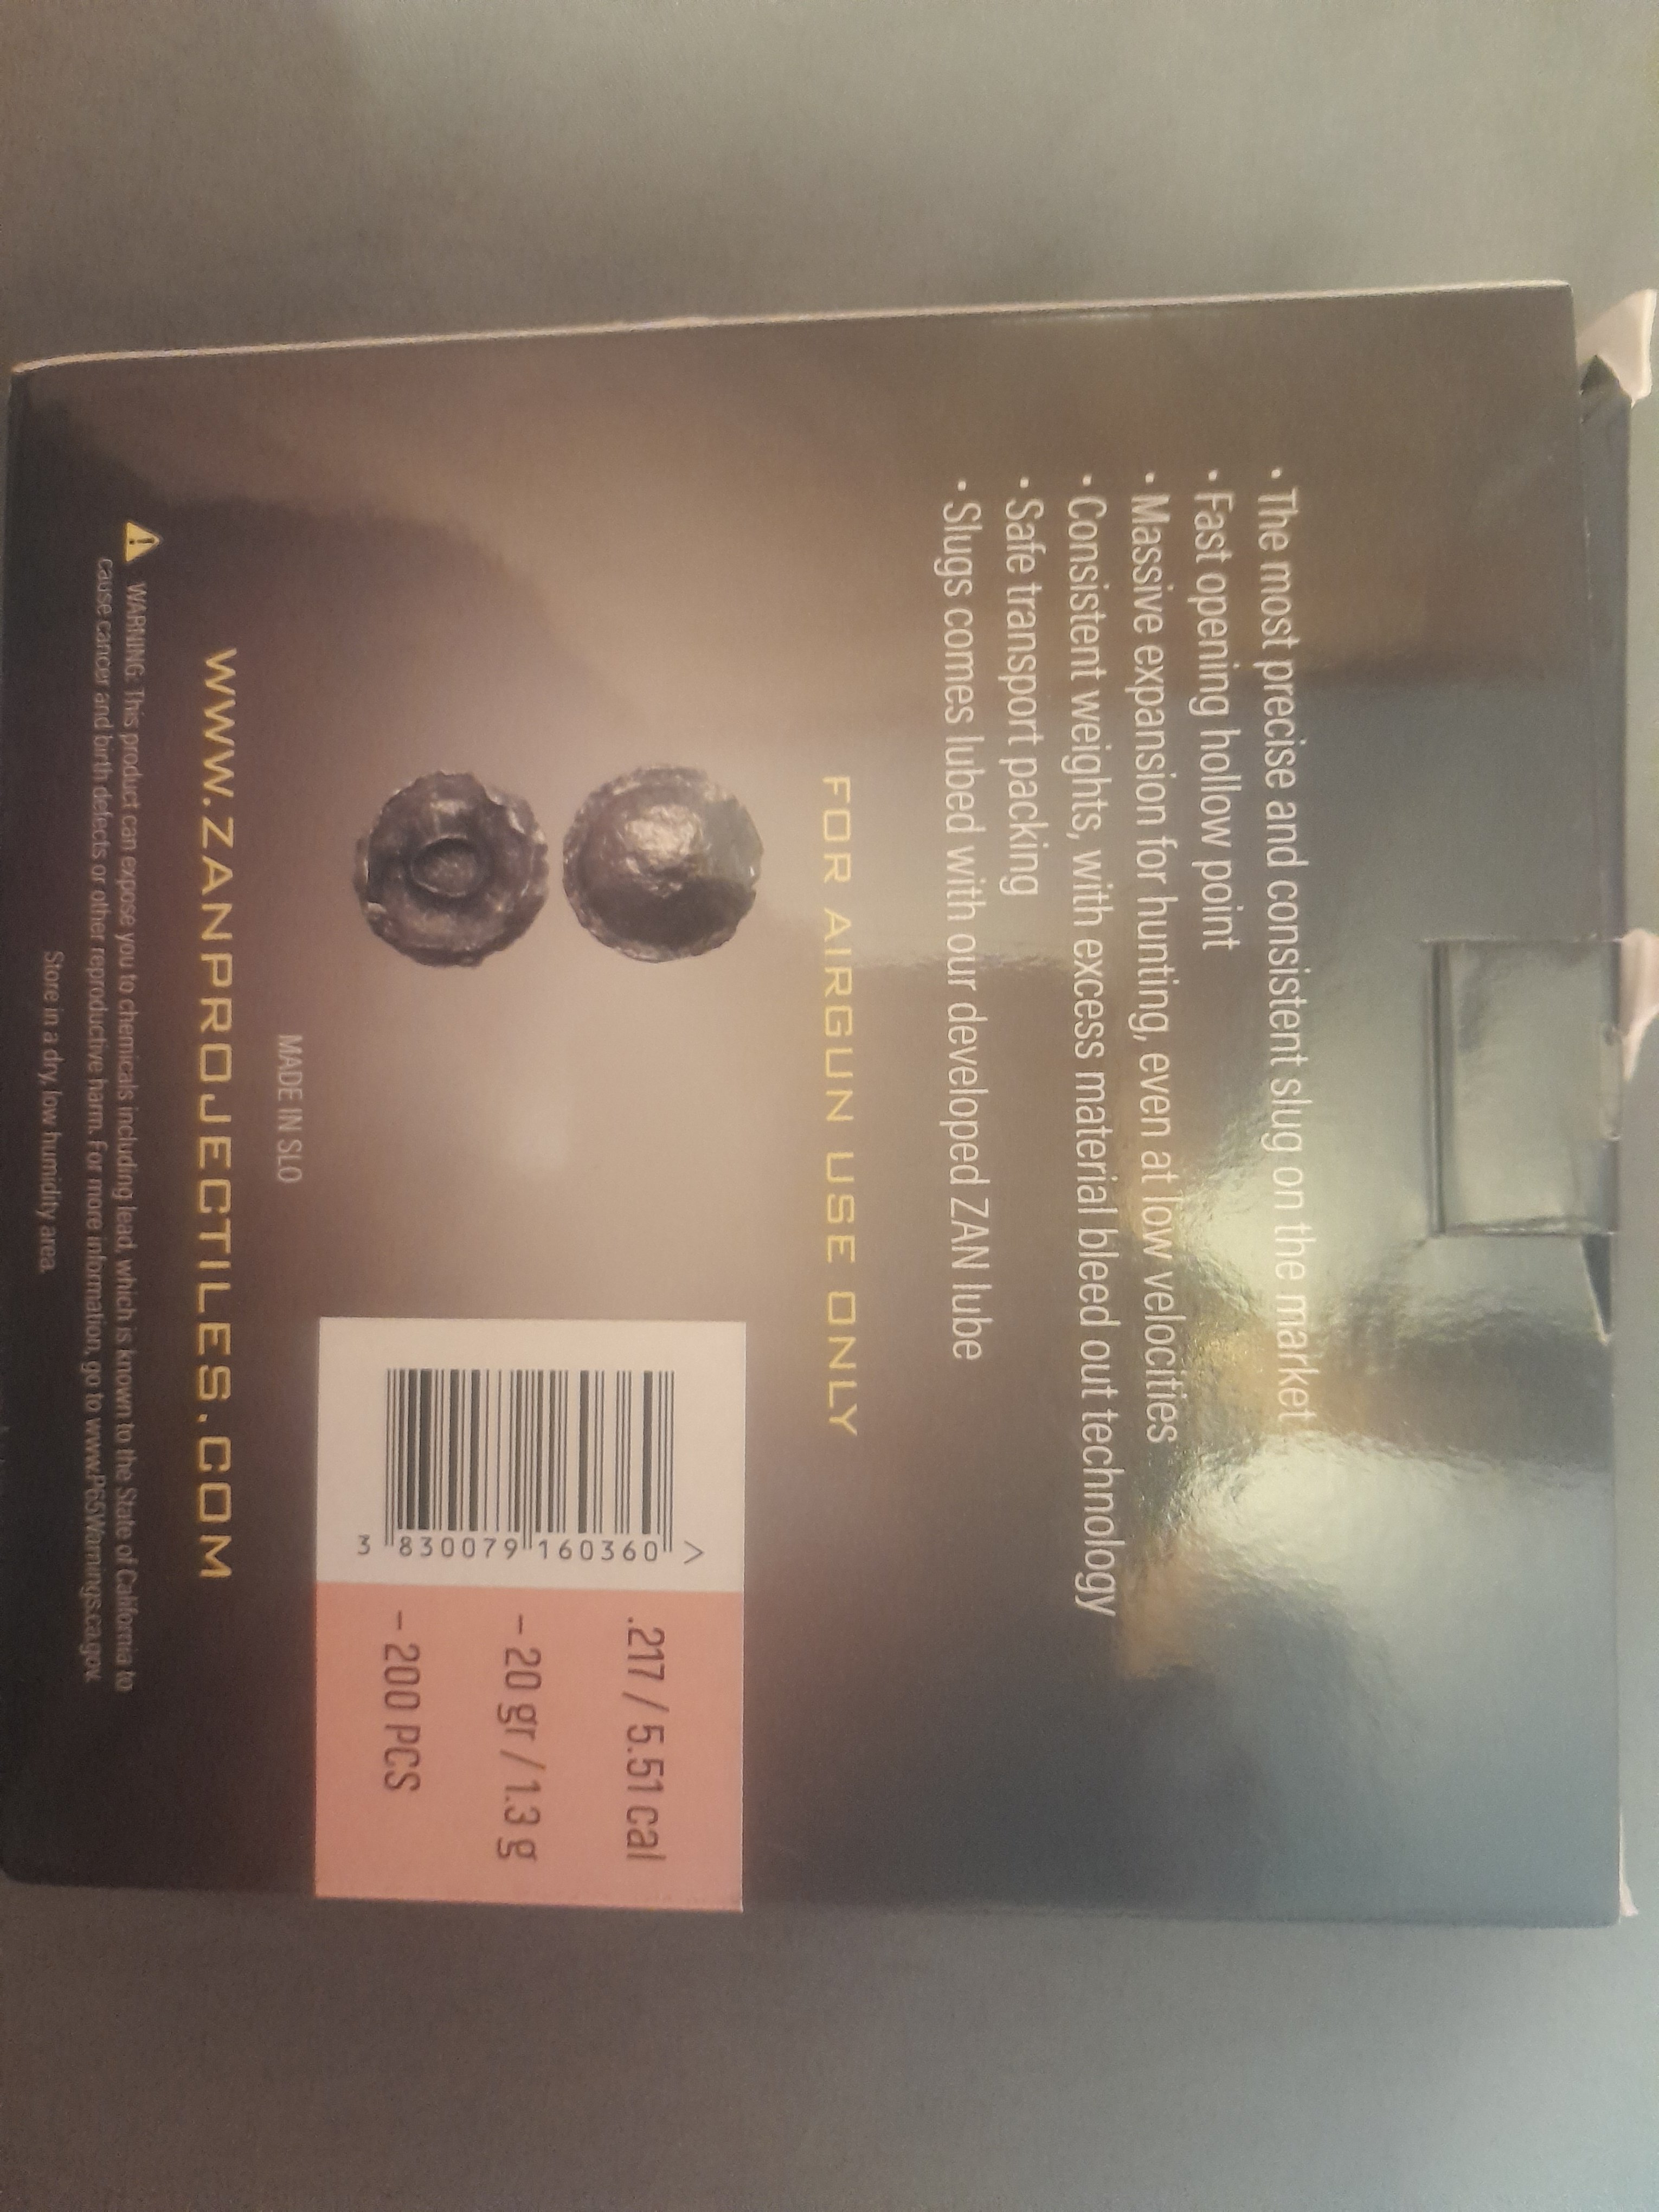 · The most precise and consistent slug on the market
· Fast opening hollow point
· Massive expansion for hunting, even at low velocities
· Consistent weights, with excess material bleed out technology
· Safe transport packing
· Slugs comes lubed with our developed ZAN lube
FOR AIRGUN USE ONLY
3 830079 160360 >
.217 / 5.51 cal
- 20 gr / 1.3 g
- 200 PCS
MADE IN SLO
WWW.ZANPROJECTILES.COM
WARNING: This product can expose you to chemicals including lead, which is known to the State of California to
cause cancer and birth defects or other reproductive harm. For more information, go to www.P65Warnings.ca.gov.
Store in a dry, low humidity area.